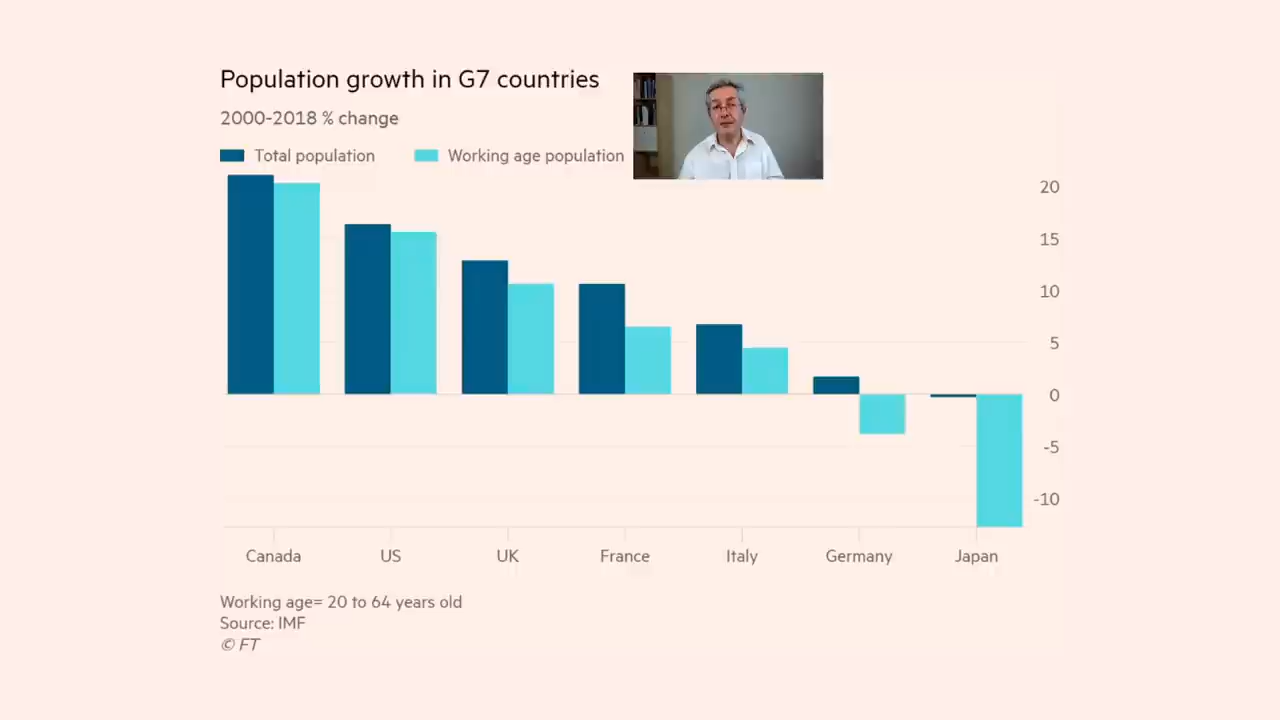 Population growth in G7 countries
2000-2018 % change
Total population
Working age population
20
15
10
5
0
-5
-10
Canada
US
UK
France
Italy
Germany
Japan
Working age= 20 to 64 years old
Source: IMF
© FT